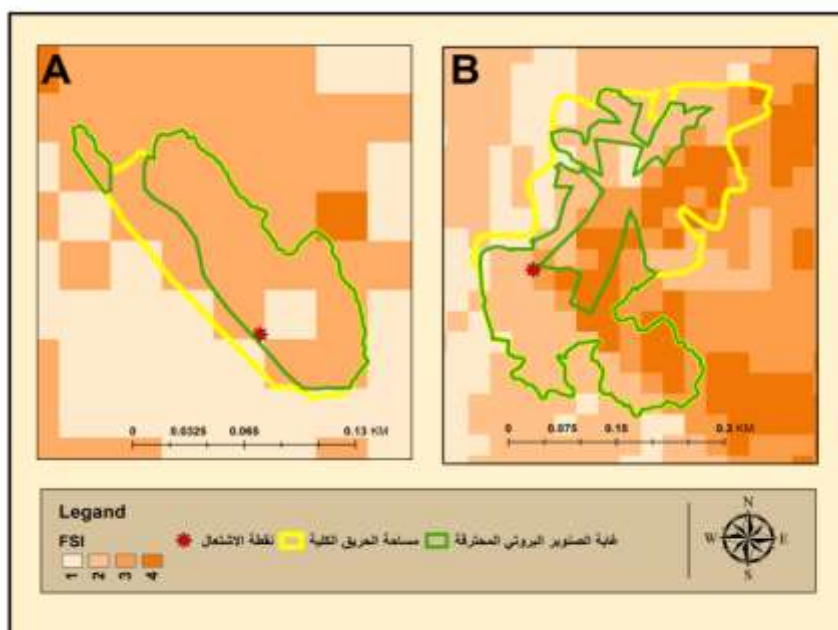 A
B
0 0.0325 0.065 0.13 KM
0 0.075 0.15 0.3 KM
Legand
FSI
1 2 3 4
نقطة الاشتعال
مساحة الحريق الكلية
غابة الصنوبر البروتي المحترقة
N
W E
S